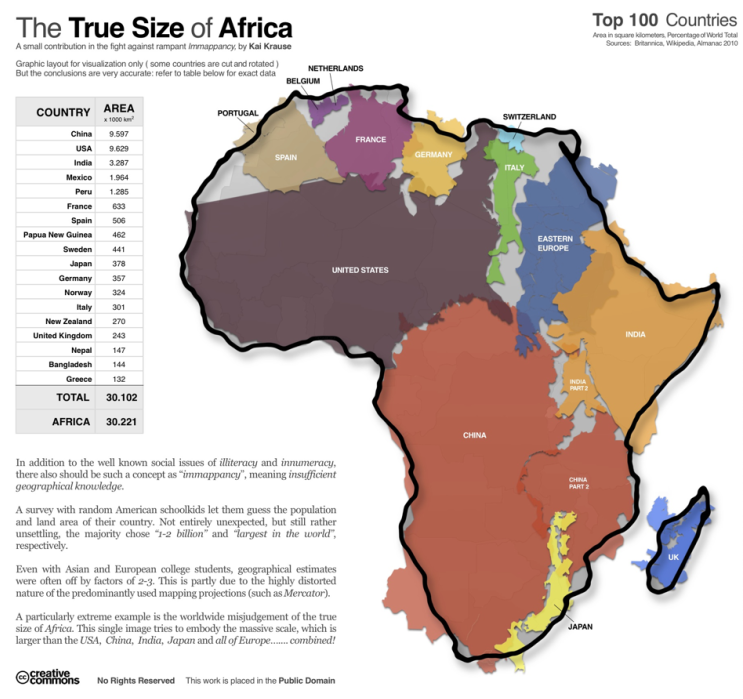 The True Size of Africa
A small contribution in the fight against rampant Immappancy, by Kai Krause
Graphic layout for visualization only ( some countries are cut and rotated )
But the conclusions are very accurate: refer to table below for exact data
Top 100 Countries
Area in square kilometers, Percentage of World Total
Sources: Britannica, Wikipedia, Almanac 2010
COUNTRY AREA
x 1000 km²
China 9.597
USA 9.629
India 3.287
Mexico 1.964
Peru 1.285
France 633
Spain 506
Papua New Guinea 462
Sweden 441
Japan 378
Germany 357
Norway 324
Italy 301
New Zealand 270
United Kingdom 243
Nepal 147
Bangladesh 144
Greece 132
TOTAL 30.102
AFRICA 30.221
NETHERLANDS
BELGIUM
PORTUGAL
SWITZERLAND
SPAIN
FRANCE
GERMANY
ITALY
EASTERN
EUROPE
UNITED STATES
INDIA
INDIA
PART 2
CHINA
CHINA
PART 2
UK
JAPAN
In addition to the well known social issues of illiteracy and innumeracy,
there also should be such a concept as “immappancy”, meaning insufficient
geographical knowledge.
A survey with random American schoolkids let them guess the population
and land area of their country. Not entirely unexpected, but still rather
unsettling, the majority chose “1-2 billion” and “largest in the world”,
respectively.
Even with Asian and European college students, geographical estimates
were often off by factors of 2-3. This is partly due to the highly distorted
nature of the predominantly used mapping projections (such as Mercator).
A particularly extreme example is the worldwide misjudgement of the true
size of Africa. This single image tries to embody the massive scale, which is
larger than the USA, China, India, Japan and all of Europe....... combined!
cc creative
commons
No Rights Reserved This work is placed in the Public Domain